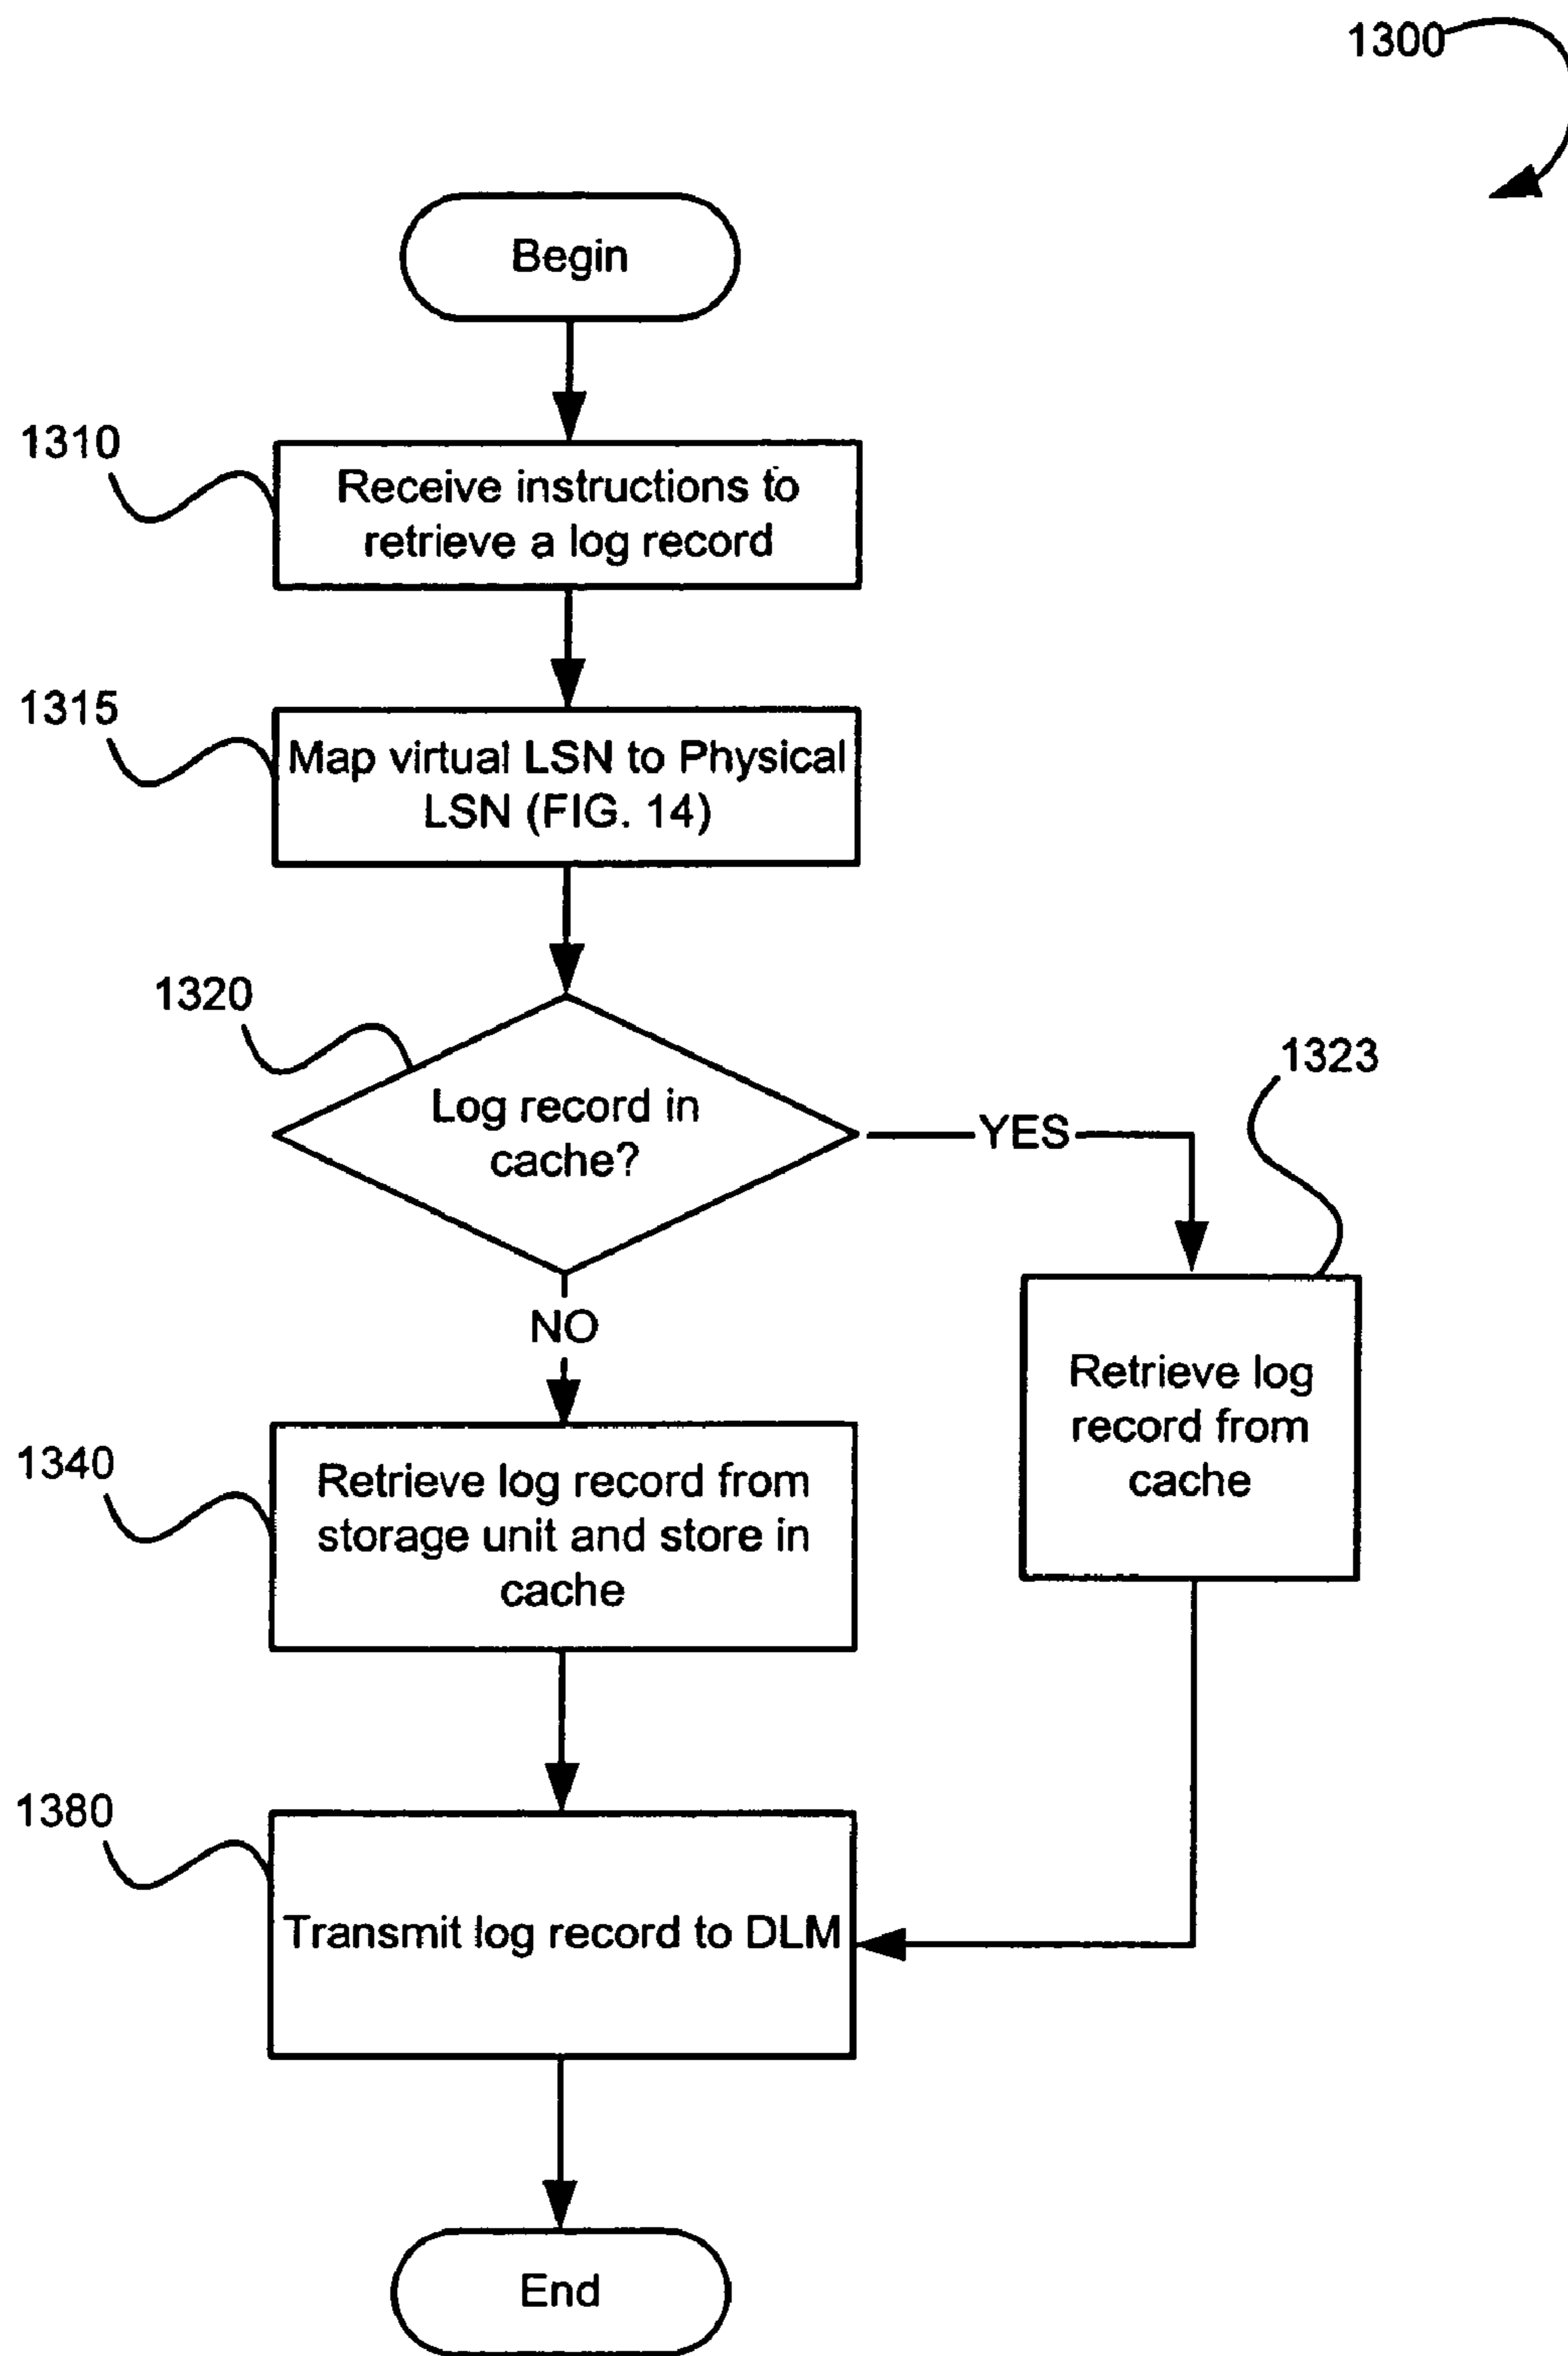 1300
Begin
1310
Receive instructions to
retrieve a log record
1315
Map virtual LSN to Physical
LSN (FIG. 14)
1320
Log record in
cache?
YES
1323
NO
Retrieve log
record from
cache
1340
Retrieve log record from
storage unit and store in
cache
1380
Transmit log record to DLM
End